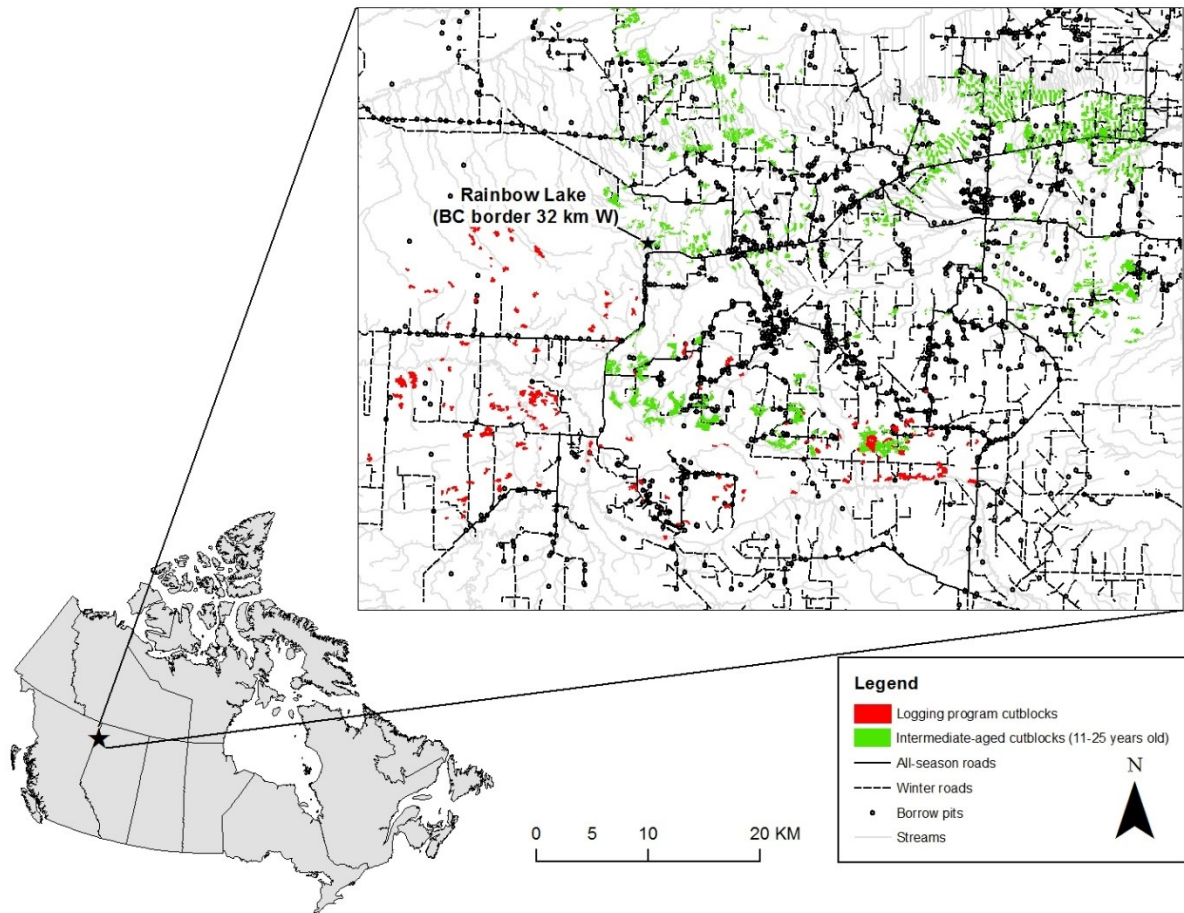 Rainbow Lake
(BC border 32 km W)
Legend
Logging program cutblocks
Intermediate-aged cutblocks (11-25 years old)
All-season roads
Winter roads
Borrow pits
Streams
N
0 5 10 20 KM